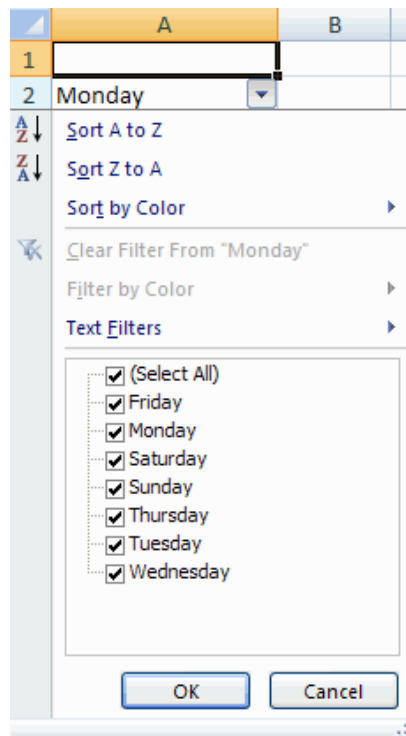 A B
1
2 Monday
A Z Sort A to Z
Z A Sort Z to A
Sort by Color
Clear Filter From "Monday"
Filter by Color
Text Filters
(Select All)
Friday
Monday
Saturday
Sunday
Thursday
Tuesday
Wednesday
OK Cancel